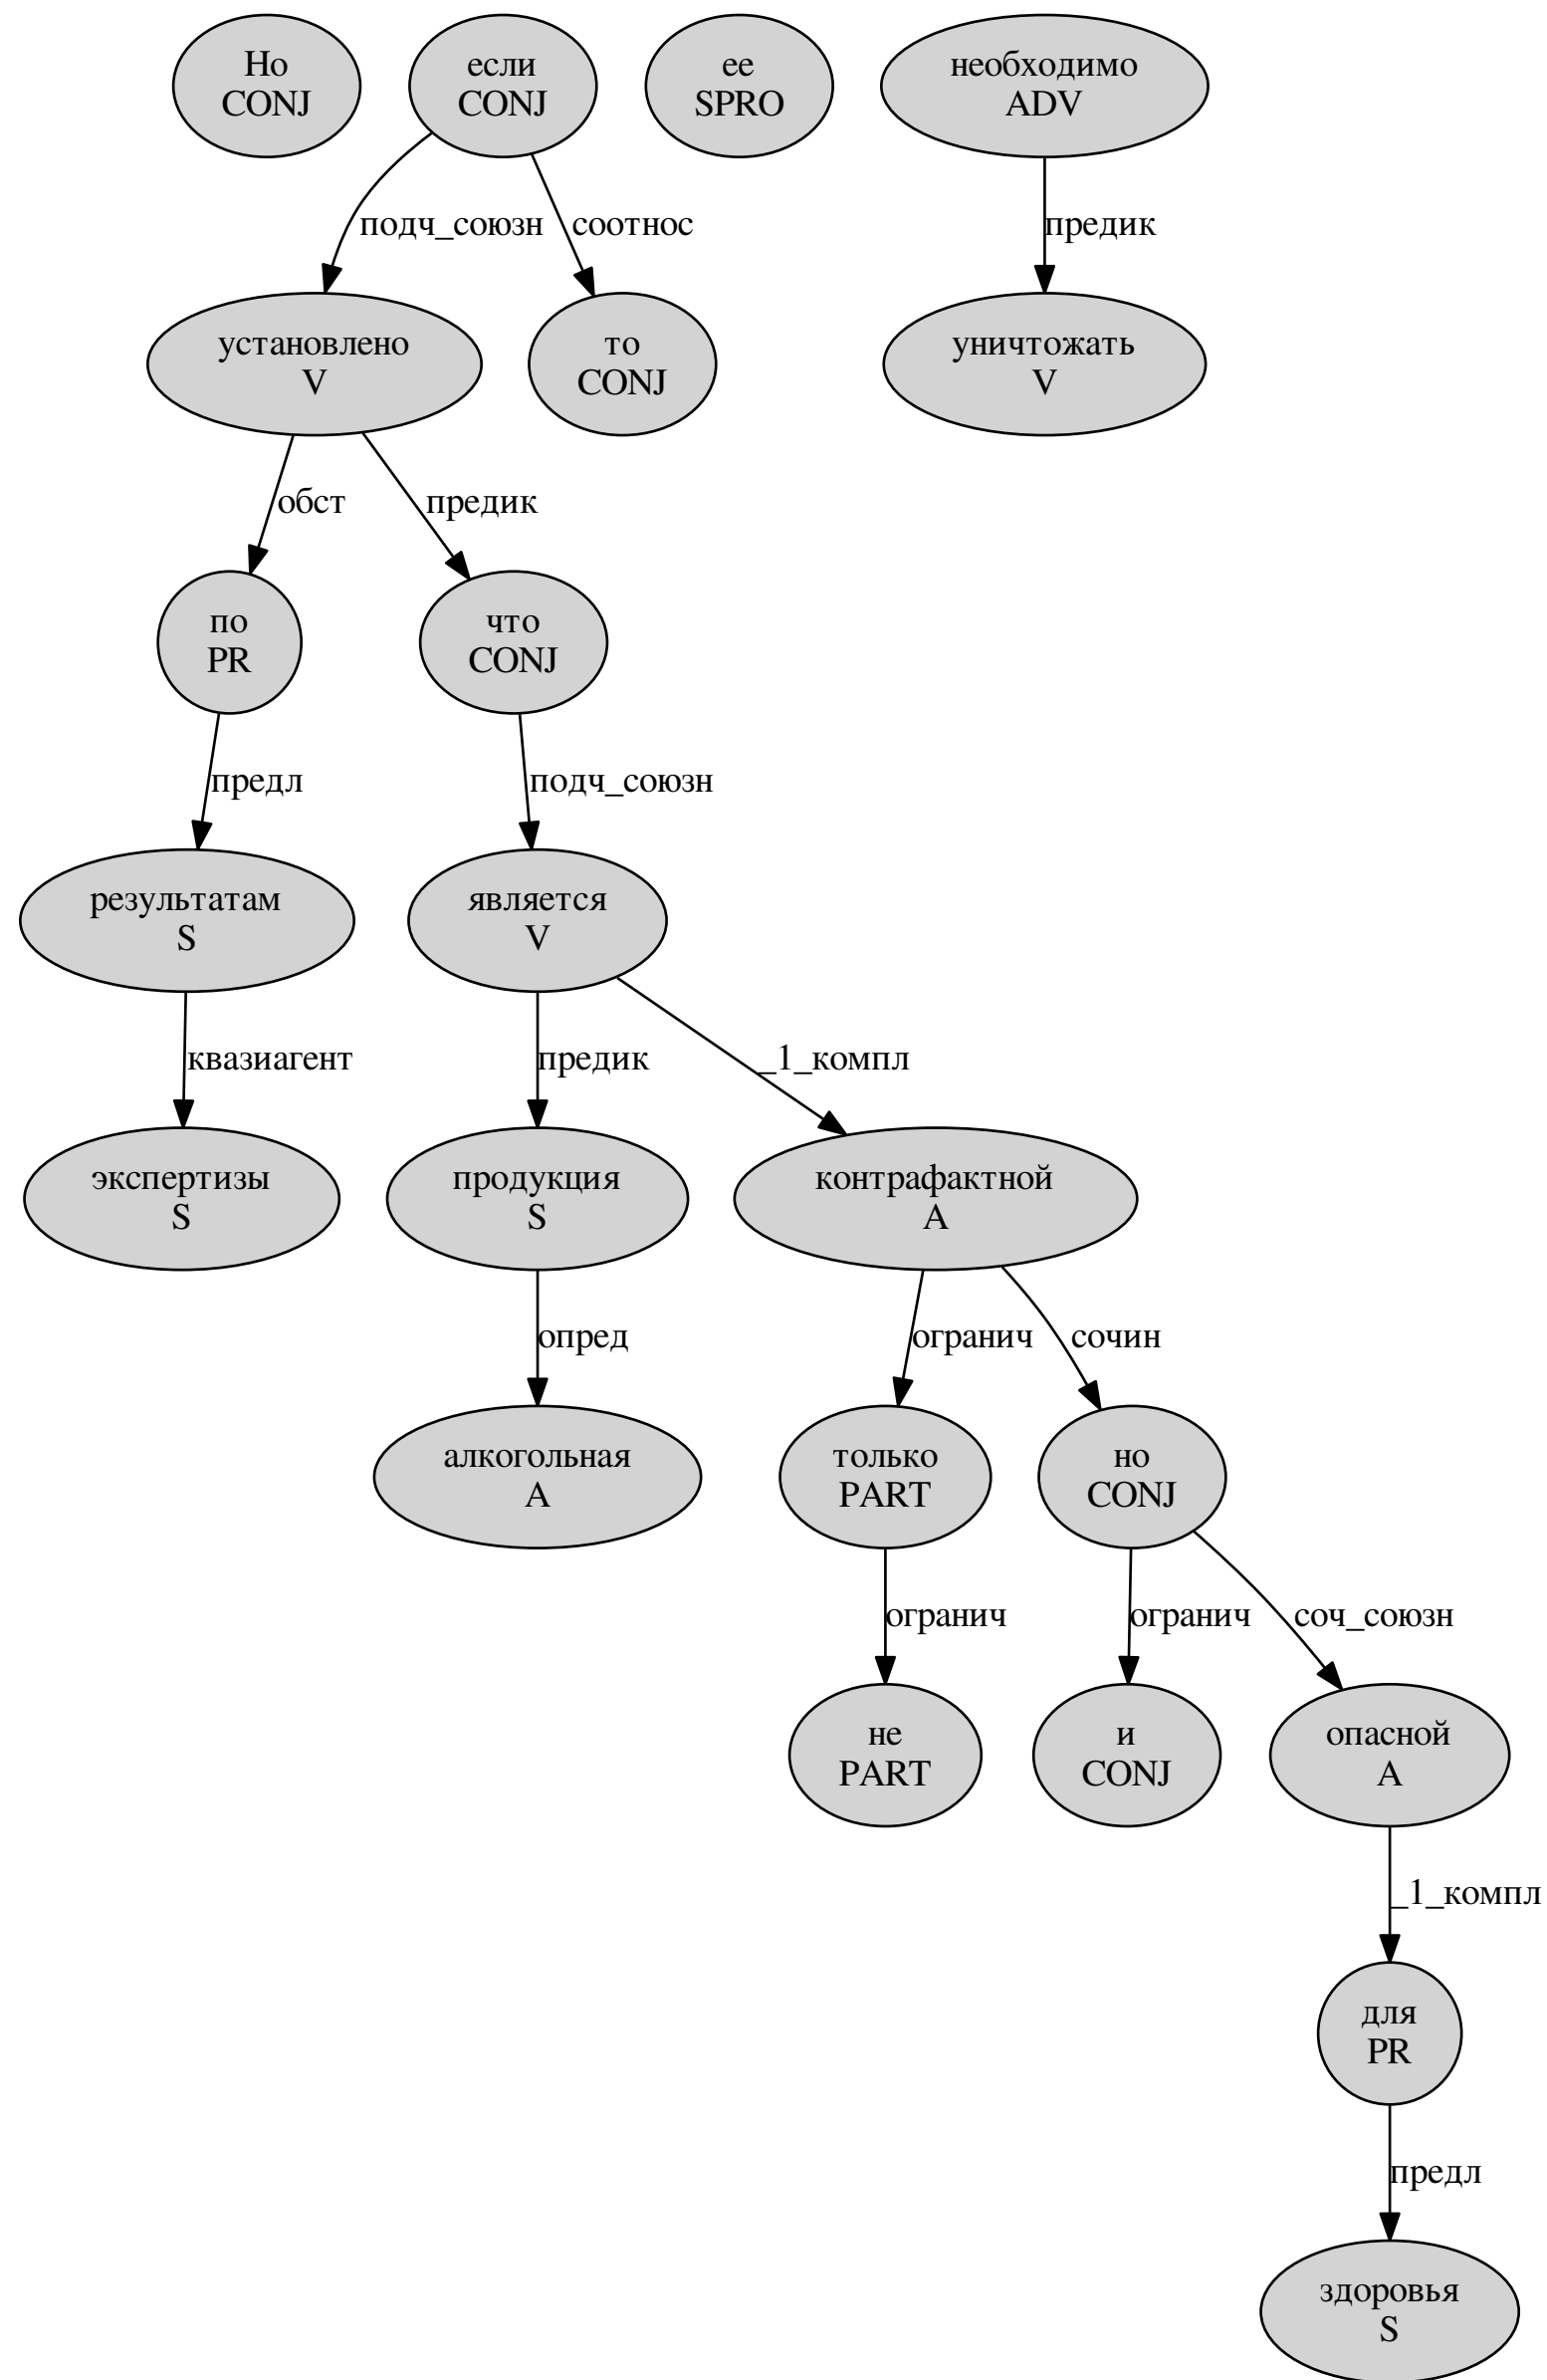 Но
CONJ
если
CONJ
ее
SPRO
необходимо
ADV
подч_союзн
соотнос
предик
установлено
V
то
CONJ
уничтожать
V
обст
предик
по
PR
что
CONJ
предл
подч_союзн
результатам
S
является
V
квазиагент
предик
_1_компл
экспертизы
S
продукция
S
контрафактной
A
опред
огранич
сочин
алкогольная
A
только
PART
но
CONJ
огранич
огранич
соч_союзн
не
PART
и
CONJ
опасной
A
_1_компл
для
PR
предл
здоровья
S